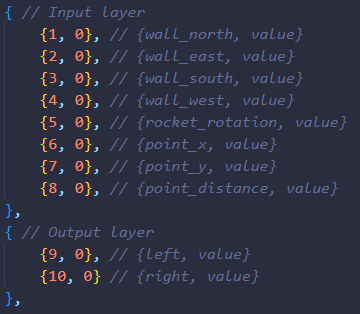 { // Input layer
{1, 0}, // {wall_north, value}
{2, 0}, // {wall_east, value}
{3, 0}, // {wall_south, value}
{4, 0}, // {wall_west, value}
{5, 0}, // {rocket_rotation, value}
{6, 0}, // {point_x, value}
{7, 0}, // {point_y, value}
{8, 0}, // {point_distance, value}
},
{ // Output layer
{9, 0}, // {left, value}
{10, 0} // {right, value}
},